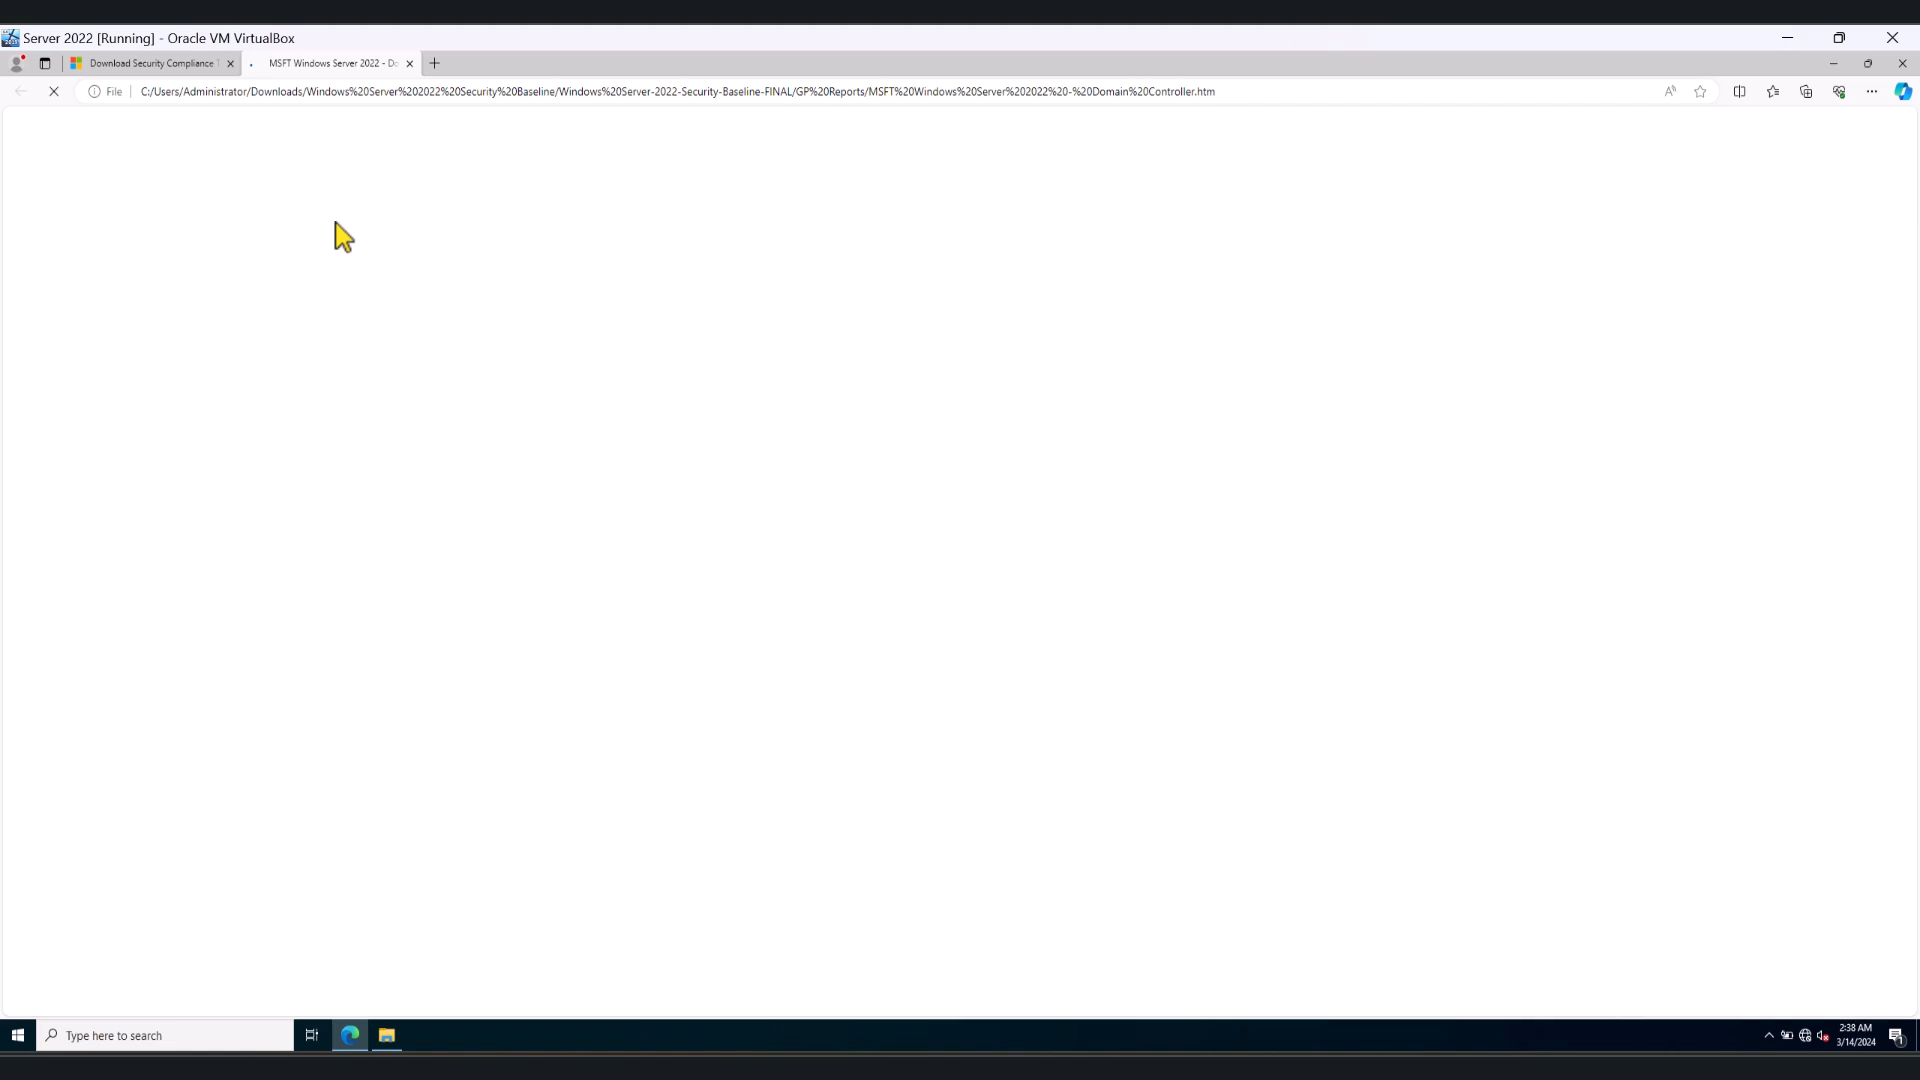 Server 2022 [Running] - Oracle VM VirtualBox
Download Security Compliance T
MSFT Windows Server 2022 - Do
File
C:/Users/Administrator/Downloads/Windows%20Server%202022%20Security%20Baseline/Windows%20Server-2022-Security-Baseline-FINAL/GP%20Reports/MSFT%20Windows%20Server%202022%20-%20Domain%20Controller.htm
Type here to search
2:38 AM
3/14/2024
1